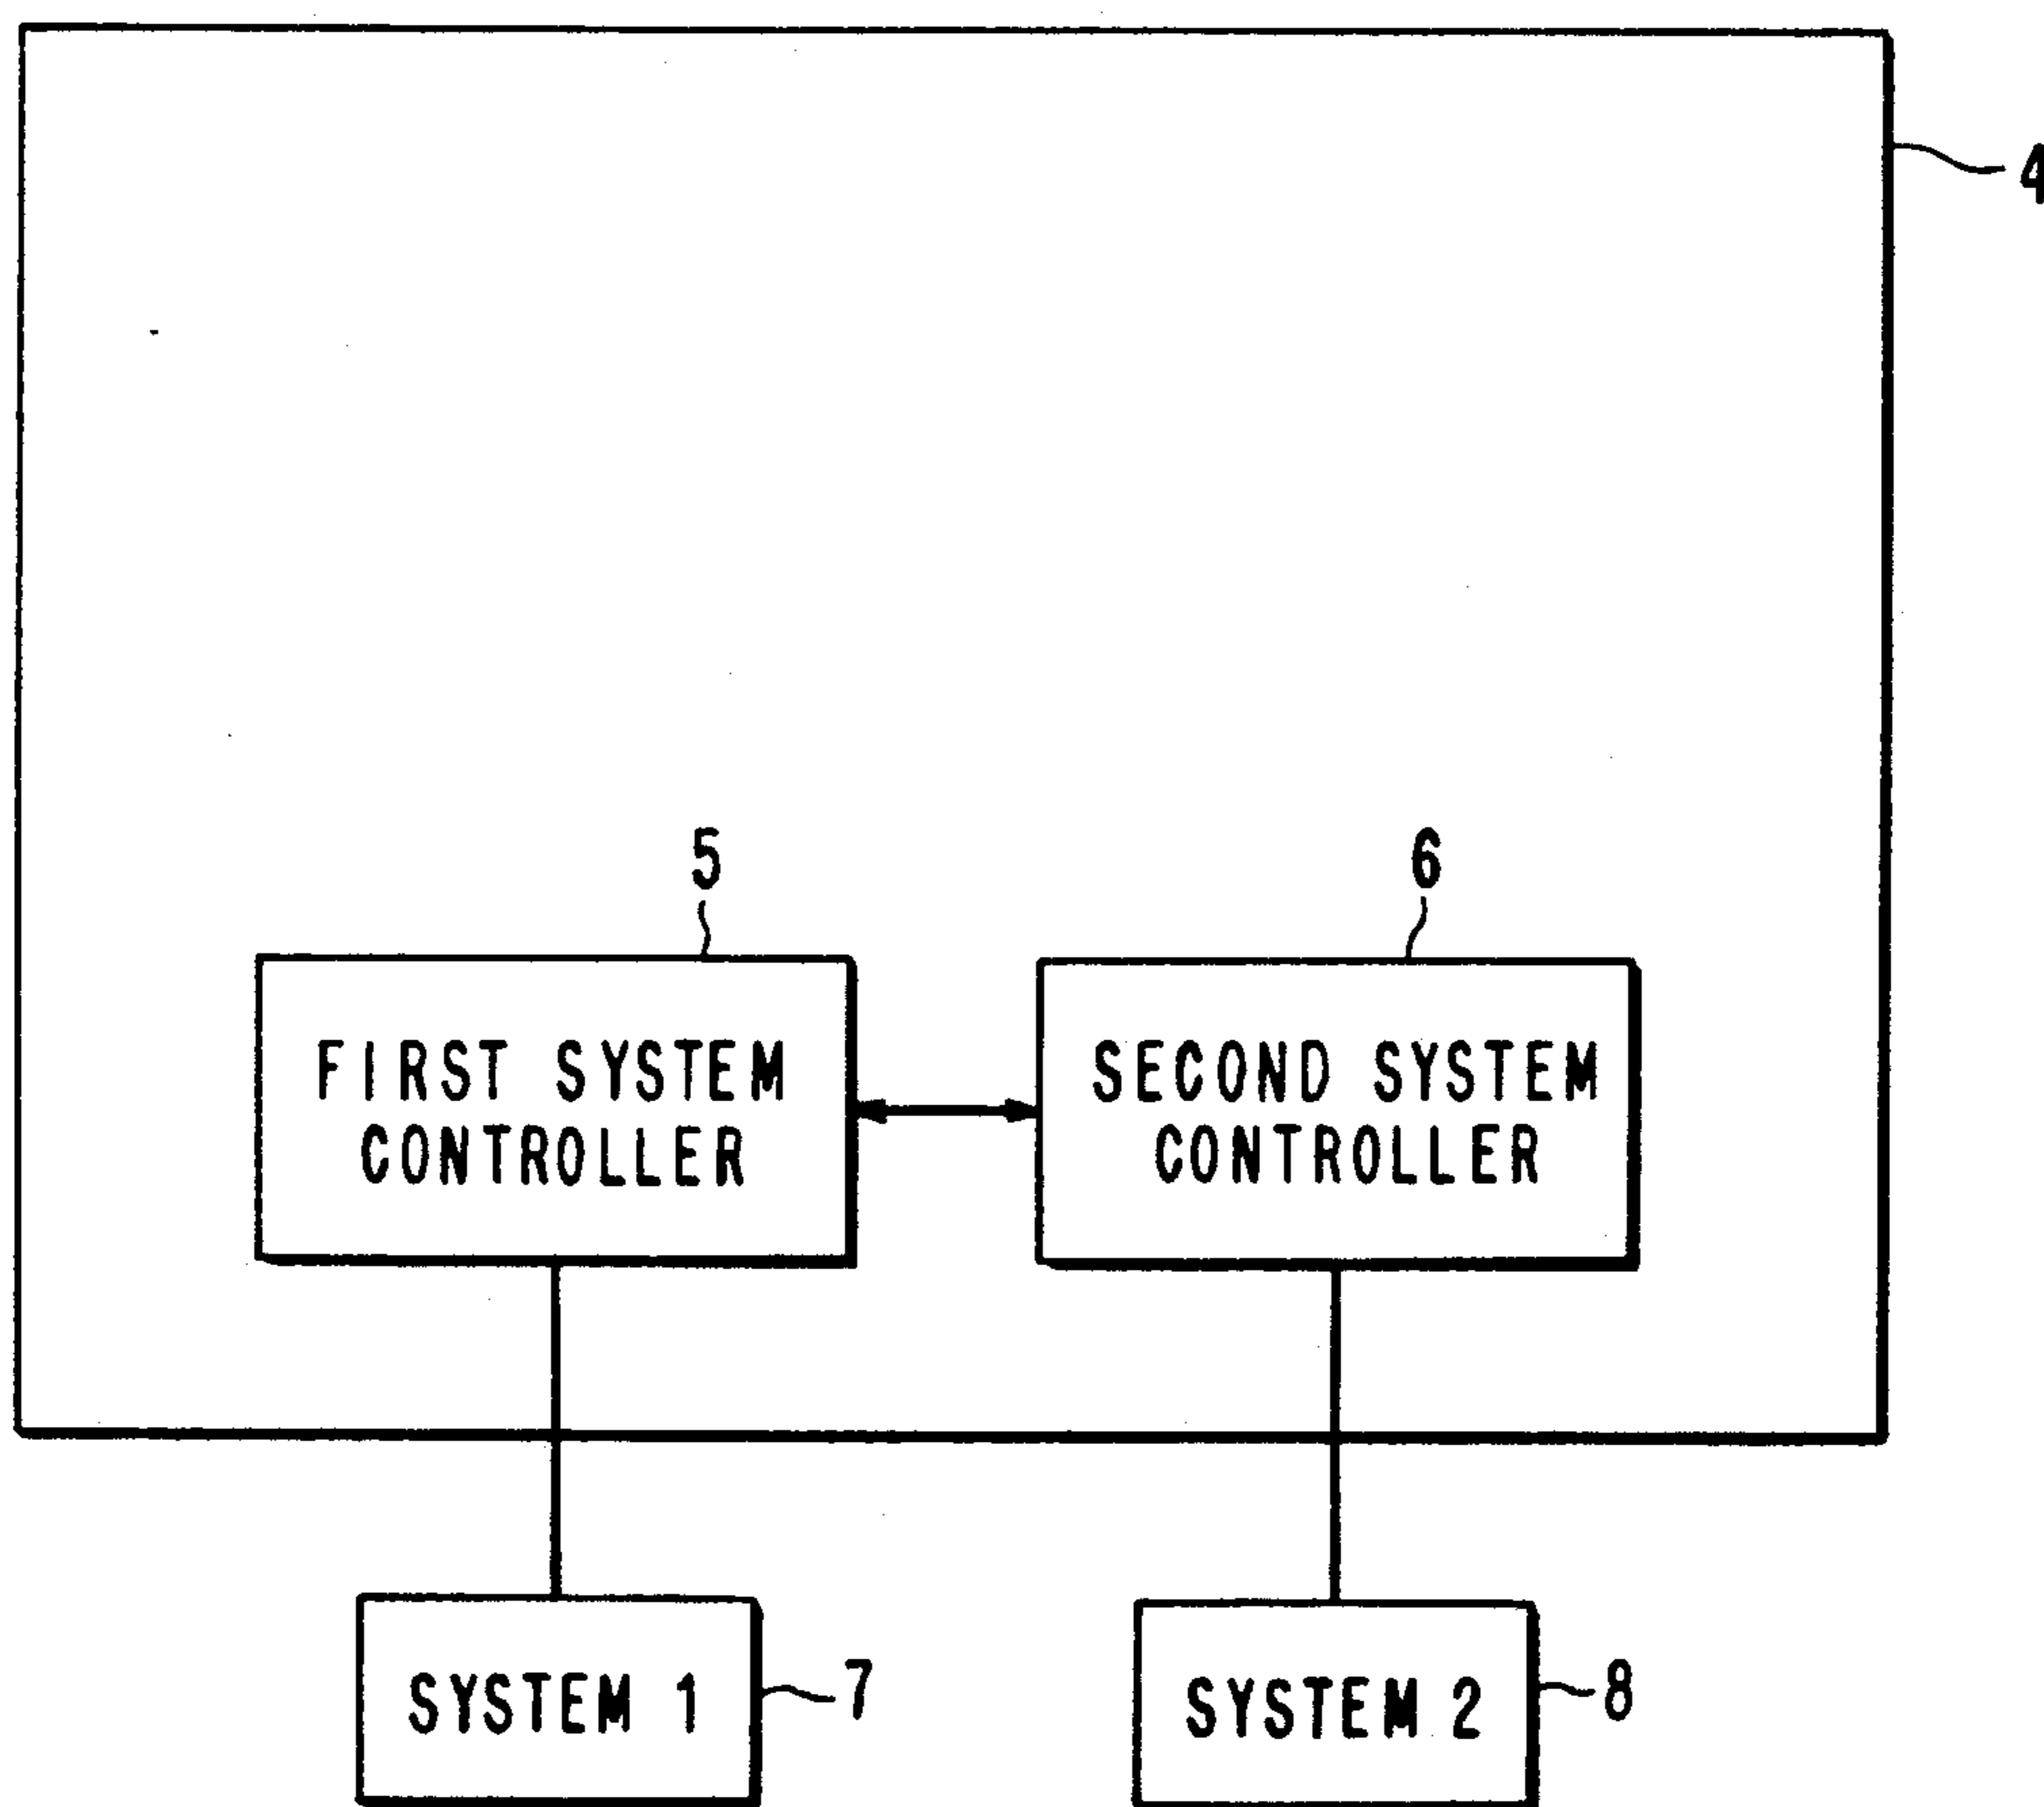 4
5
6
FIRST SYSTEM
CONTROLLER
SECOND SYSTEM
CONTROLLER
SYSTEM 1
7
SYSTEM 2
8